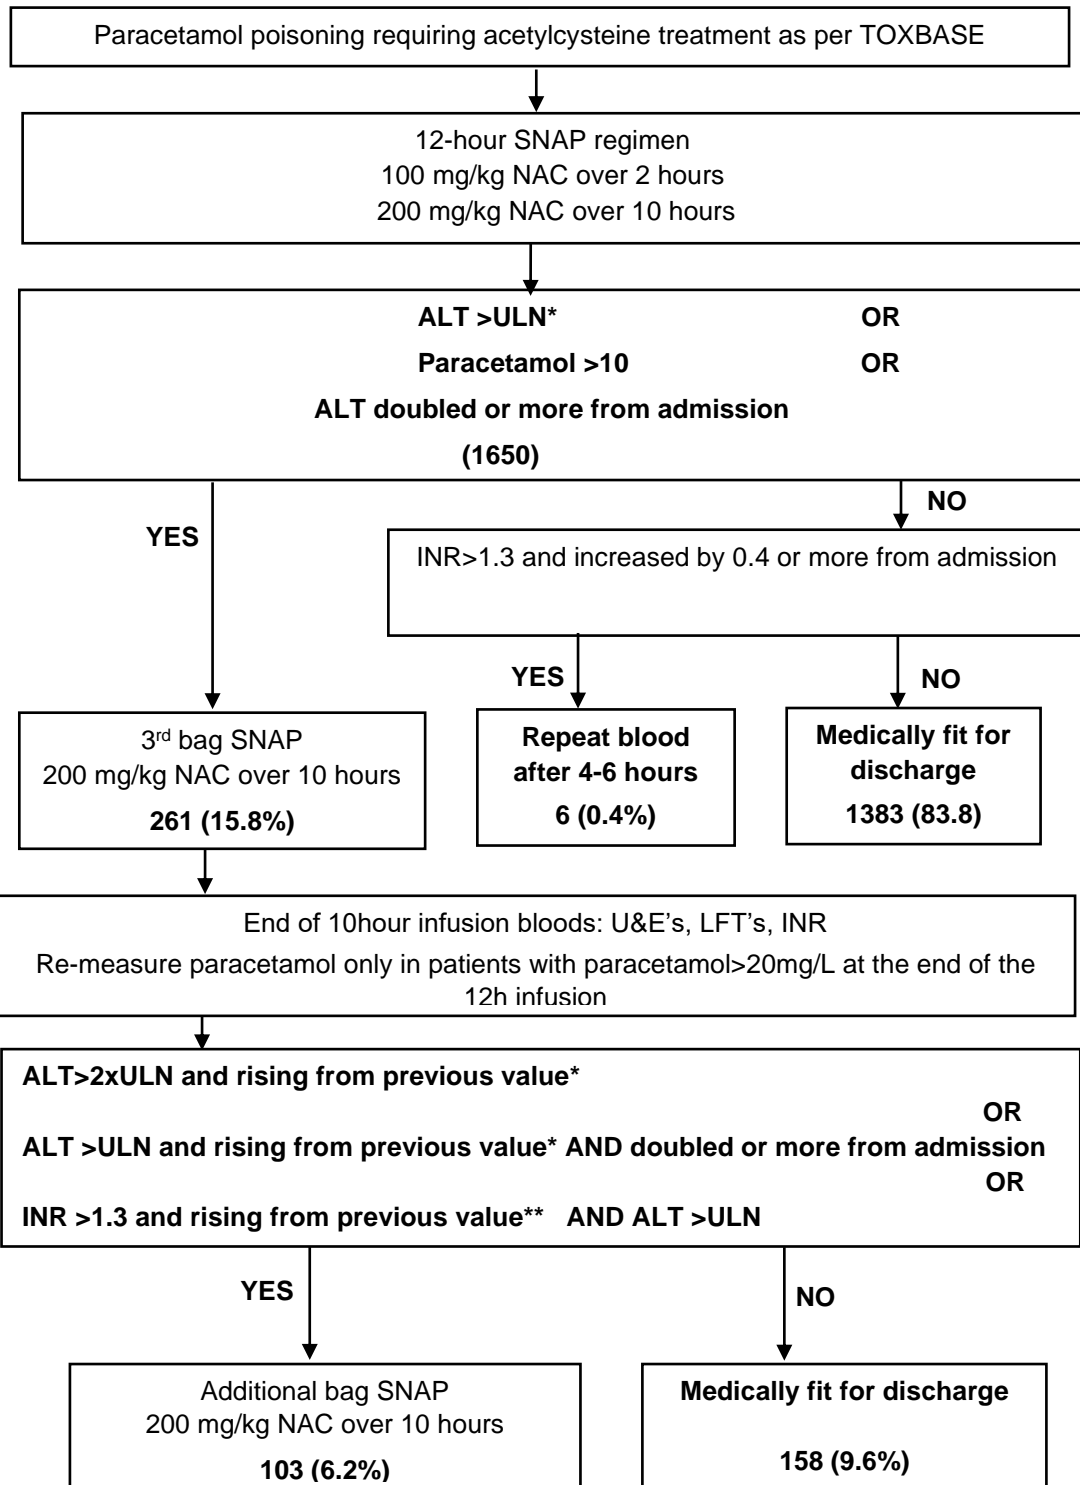 Paracetamol poisoning requiring acetylcysteine treatment as per TOXBASE
12-hour SNAP regimen
100 mg/kg NAC over 2 hours
200 mg/kg NAC over 10 hours
ALT >ULN* OR
Paracetamol >10 OR
ALT doubled or more from admission
(1650)
YES
NO
INR>1.3 and increased by 0.4 or more from admission
YES
NO
3rd bag SNAP
200 mg/kg NAC over 10 hours
261 (15.8%)
Repeat blood
after 4-6 hours
6 (0.4%)
Medically fit for
discharge
1383 (83.8)
End of 10hour infusion bloods: U&E's, LFT's, INR
Re-measure paracetamol only in patients with paracetamol>20mg/L at the end of the
12h infusion
ALT>2xULN and rising from previous value*
OR
ALT >ULN and rising from previous value* AND doubled or more from admission
OR
INR >1.3 and rising from previous value** AND ALT >ULN
YES
NO
Additional bag SNAP
200 mg/kg NAC over 10 hours
103 (6.2%)
Medically fit for discharge
158 (9.6%)